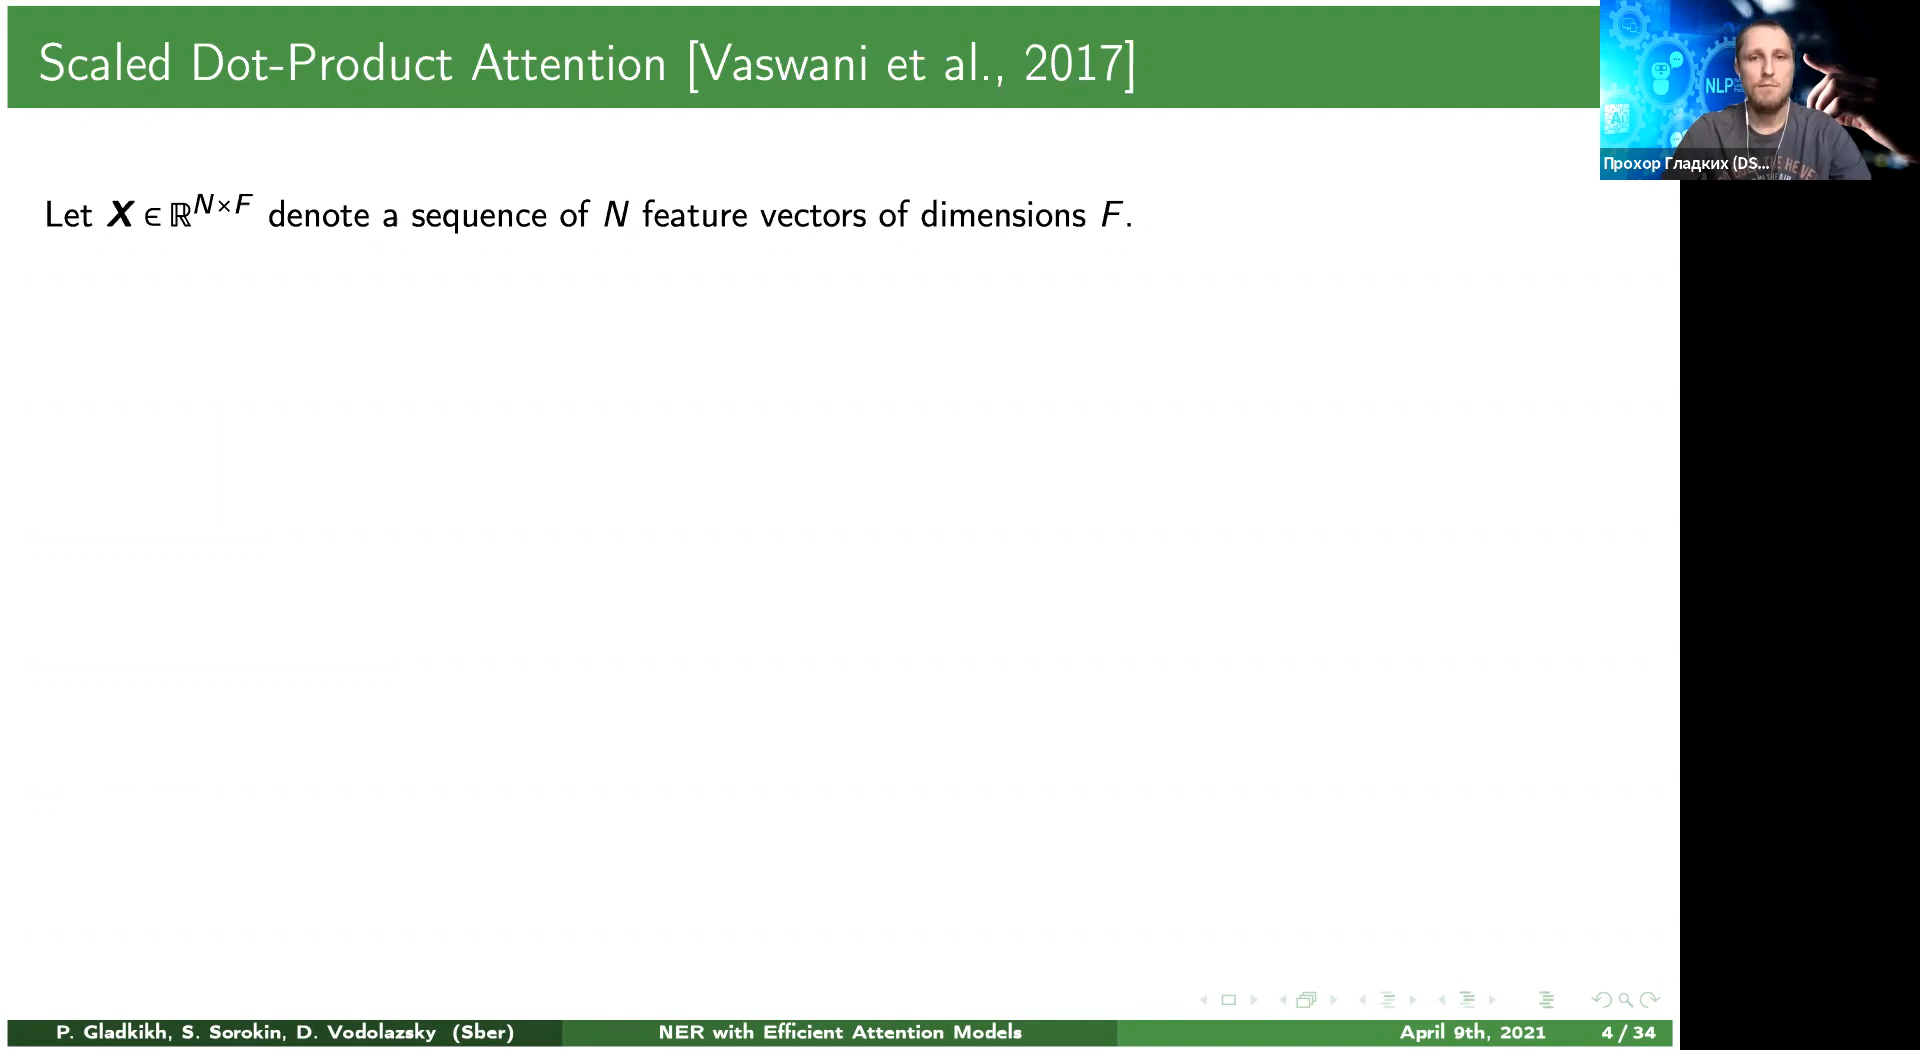 Scaled Dot-Product Attention [Vaswani et al., 2017]
NLP
Прохор Гладких (DS...
Let X ∈ ℝ^{N×F} denote a sequence of N feature vectors of dimensions F.
P. Gladkikh, S. Sorokin, D. Vodolazsky (Sber) NER with Efficient Attention Models April 9th, 2021 4 / 34